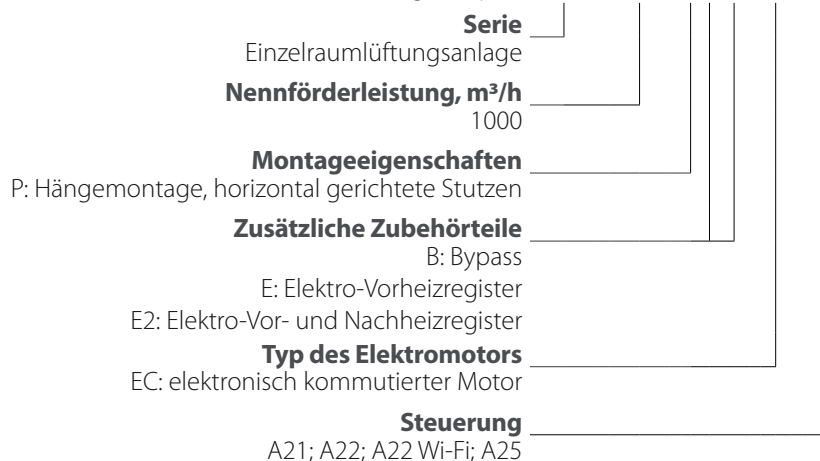 Serie
Einzelraumlüftungsanlage
Nennförderleistung, m³/h
1000
Montageeigenschaften
P: Hängemontage, horizontal gerichtete Stutzen
Zusätzliche Zubehörteile
B: Bypass
E: Elektro-Vorheizregister
E2: Elektro-Vor- und Nachheizregister
Typ des Elektromotors
EC: elektronisch kommutierter Motor
Steuerung
A21; A22; A22 Wi-Fi; A25